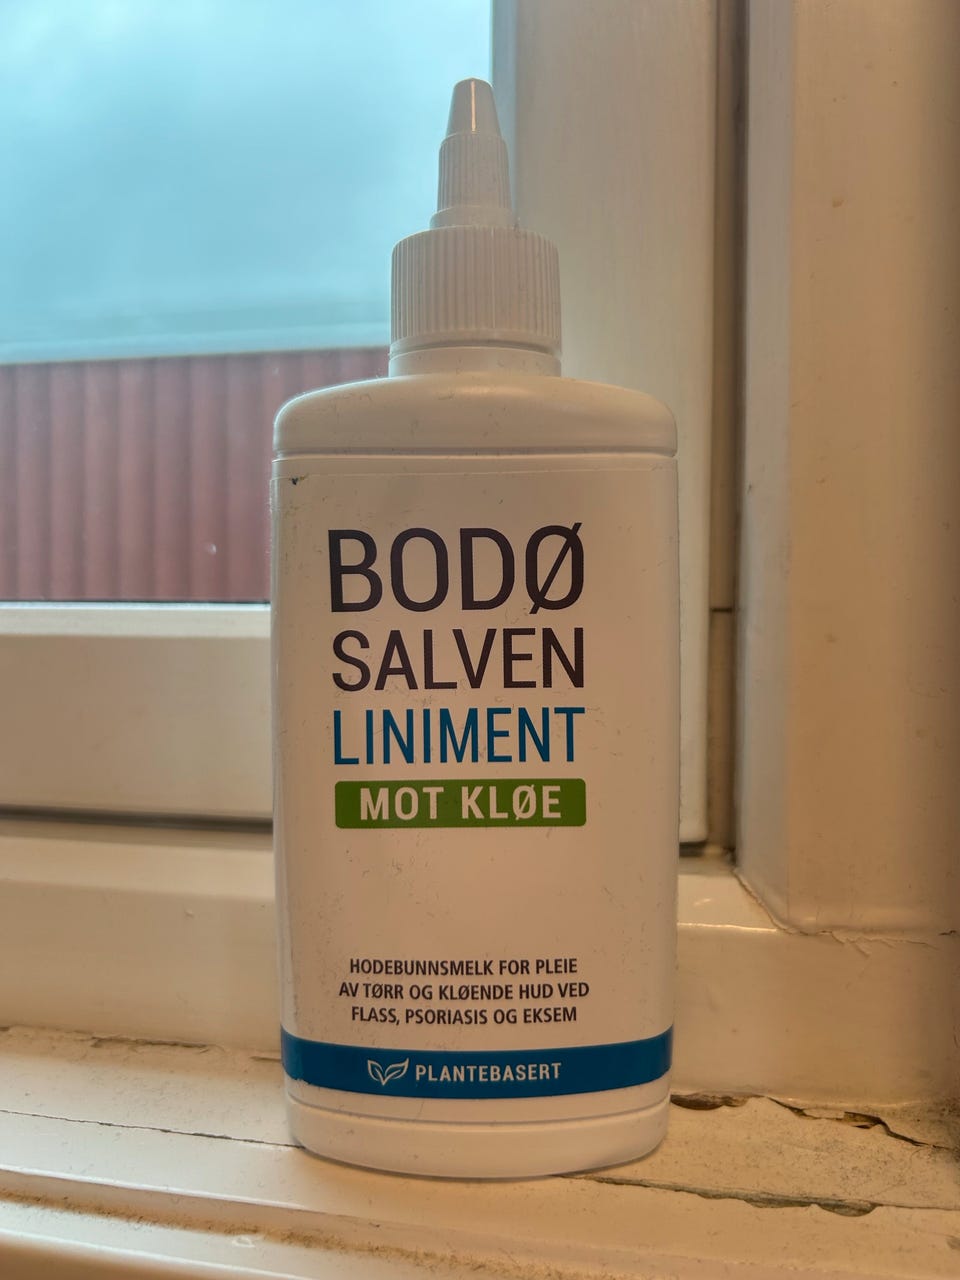 BODØ
SALVEN
LINIMENT
MOT KLØE
HODEBUNNSMELK FOR PLEIE
AV TØRR OG KLØENDE HUD VED
FLASS, PSORIASIS OG EKSEM
PLANTEBASERT